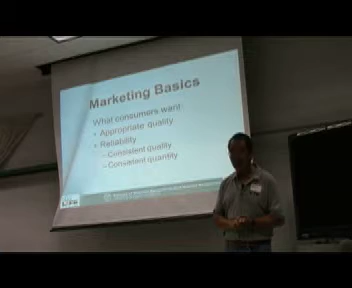 Marketing Basics
What consumers want:
• Appropriate quality
• Reliability
– Consistent quality
– Consistent quantity